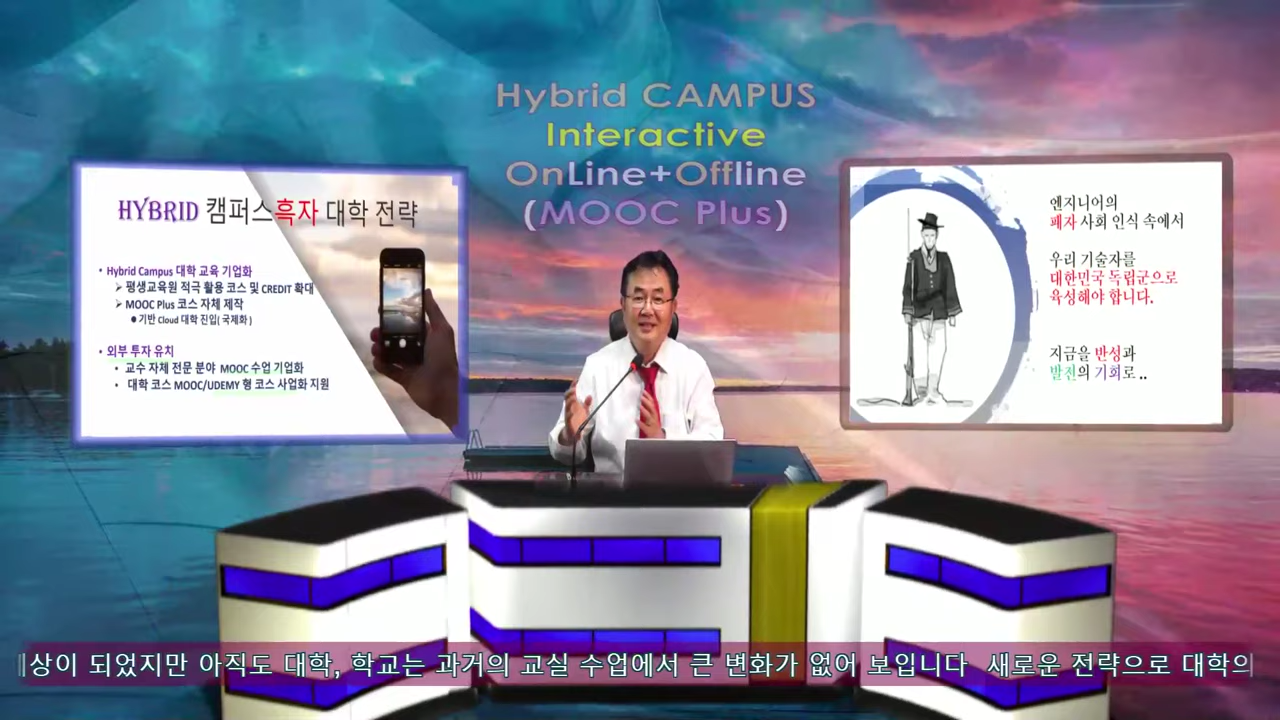 Hybrid CAMPUS
Interactive
OnLine+Offline
(MOOC Plus)
HYBRID 캠퍼스흑자 대학 전략
• Hybrid Campus 대학 교육 기업화
➢ 평생교육원 적극 활용 코스 및 CREDIT 확대
➢ MOOC Plus 코스 자체 제작
● 기반 Cloud 대학 진입( 국제화 )
• 외부 투자 유치
• 교수 자체 전문 분야 MOOC 수업 기업화
• 대학 코스 MOOC/UDEMY 형 코스 사업화 지원
엔지니어의
패자 사회 인식 속에서
우리 기술자를
대한민국 독립군으로
육성해야 합니다.
지금을 반성과
발전의 기회로..
상이 되었지만 아직도 대학, 학교는 과거의 교실 수업에서 큰 변화가 없어 보입니다 새로운 전략으로 대학의